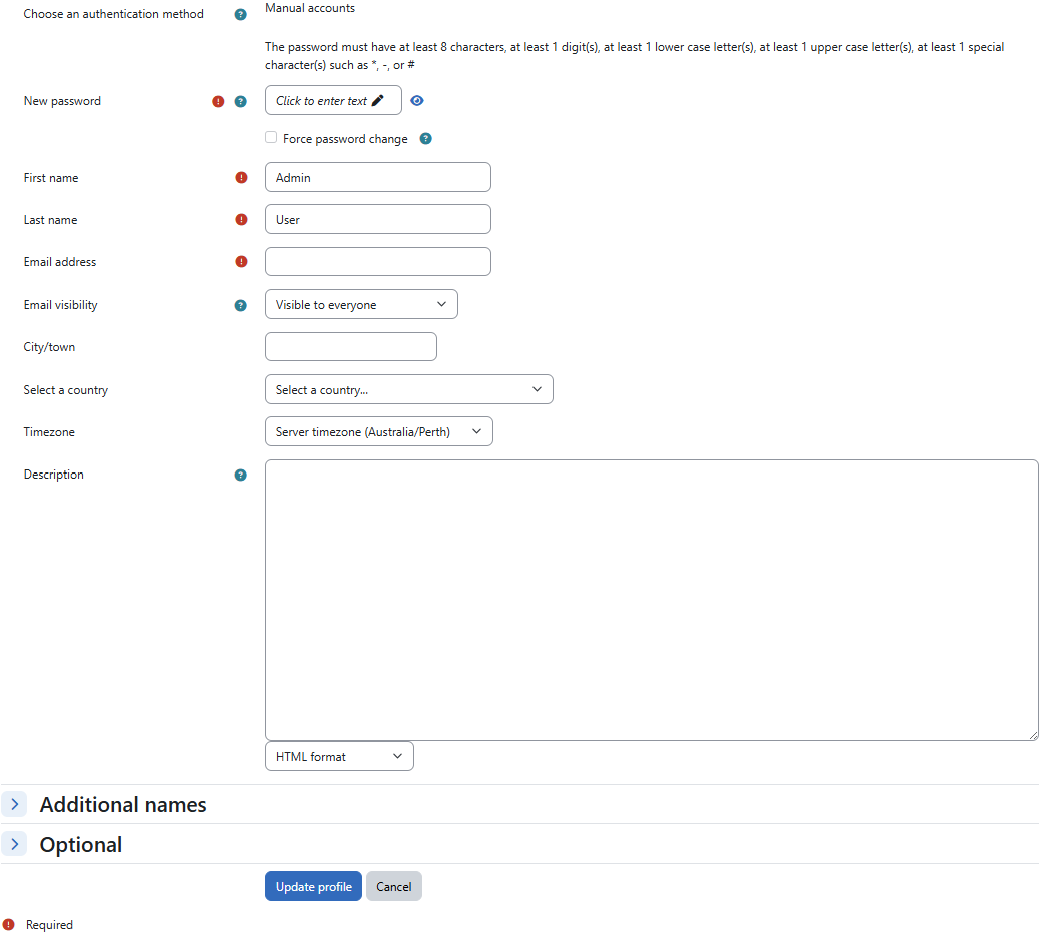 Choose an authentication method
Manual accounts
The password must have at least 8 characters, at least 1 digit(s), at least 1 lower case letter(s), at least 1 upper case letter(s), at least 1 special
character(s) such as *, -, or #
New password
Click to enter text
Force password change
First name
Admin
Last name
User
Email address
Email visibility
Visible to everyone
City/town
Select a country
Select a country...
Timezone
Server timezone (Australia/Perth)
Description
HTML format
Additional names
Optional
Update profile
Cancel
Required